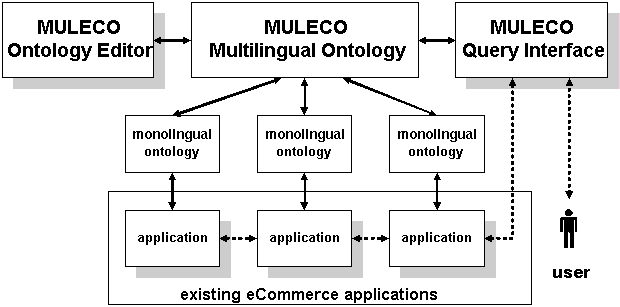 MULECO
Ontology Editor
MULECO
Multilingual Ontology
MULECO
Query Interface
monolingual
ontology
monolingual
ontology
monolingual
ontology
application
application
application
user
existing eCommerce applications